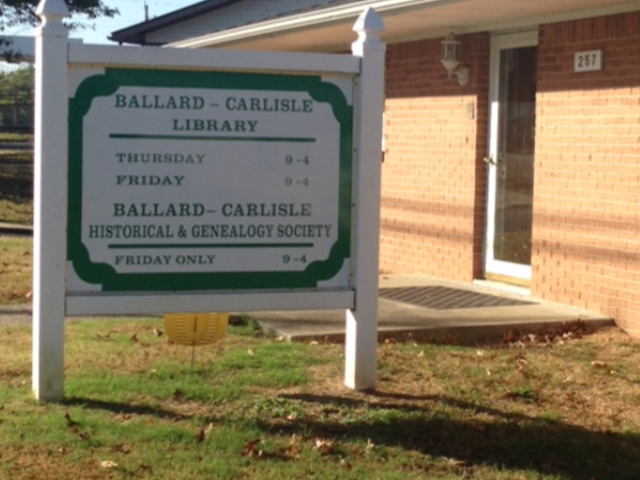 BALLARD - CARLISLE
LIBRARY
THURSDAY 9-4
FRIDAY 9-4
BALLARD- CARLISLE
HISTORICAL & GENEALOGY SOCIETY
FRIDAY ONLY 9-4
257